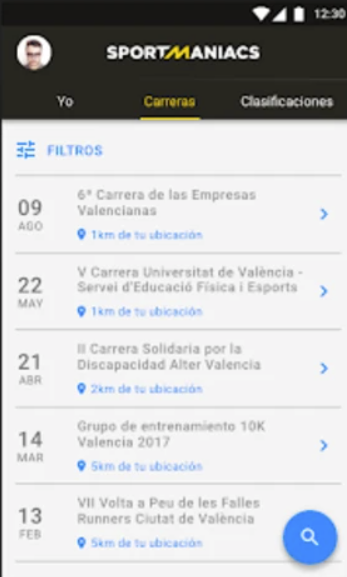 12:30
SPORTMANIACS
Yo
Carreras
Clasificaciones
FILTROS
09
AGO
6ª Carrera de las Empresas
Valencianas
1km de tu ubicación
22
MAY
V Carrera Universitat de València -
Servei d'Educació Física i Esports
1km de tu ubicación
21
ABR
II Carrera Solidaria por la
Discapacidad Alter Valencia
2km de tu ubicación
14
MAR
Grupo de entrenamiento 10K
Valencia 2017
5km de tu ubicación
13
FEB
VII Volta a Peu de les Falles
Runners Ciutat de València
5km de tu ubicación